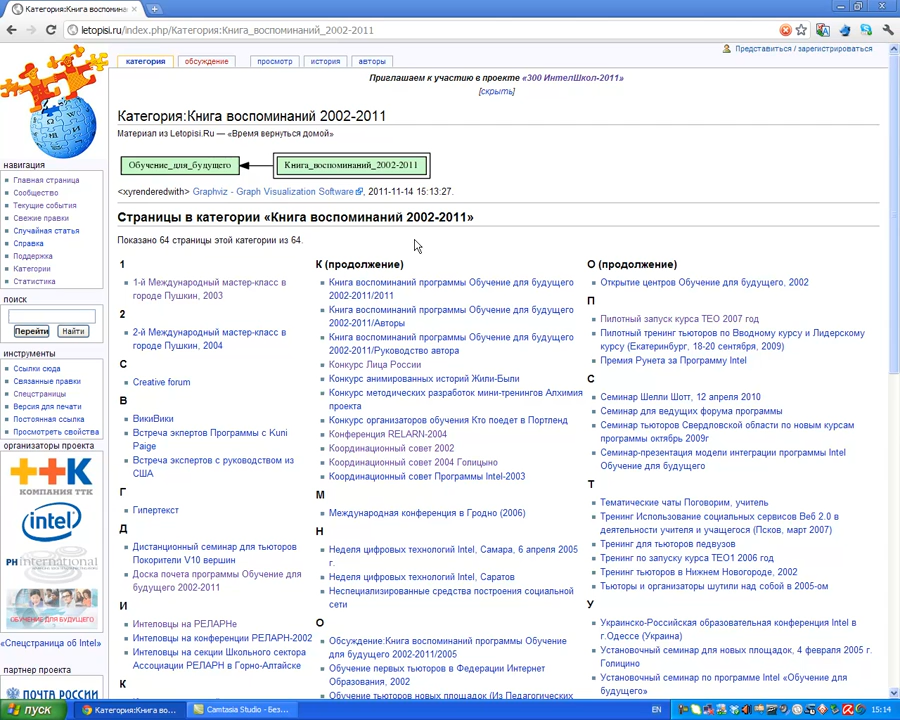 Категория:Книга воспоминаний 2002-2011
letopisi.ru/index.php/Категория:Книга_воспоминаний_2002-2011
Представиться / зарегистрироваться
категория
обсуждение
просмотр
история
авторы
Приглашаем к участию в проекте «300 ИнтелШкол-2011»
[скрыть]
Категория:Книга воспоминаний 2002-2011
Материал из Letopisi.Ru — «Время вернуться домой»
Обучение_для_будущего
Книга_воспоминаний_2002-2011
<xyrenderedwith> Graphviz - Graph Visualization Software, 2011-11-14 15:13:27.
Страницы в категории «Книга воспоминаний 2002-2011»
Показано 64 страницы этой категории из 64.
1
1-й Международный мастер-класс в
городе Пушкин, 2003
2
2-й Международный мастер-класс в
городе Пушкин, 2004
C
Creative forum
В
ВикиВики
Встреча экспертов Программы с Kuni
Paige
Встреча экспертов с руководством из
США
Г
Гипертекст
Д
Дистанционный семинар для тьюторов
Покорители V10 вершин
Доска почета программы Обучение для
будущего 2002-2011
И
Интеловцы на РЕЛАРНе
Интеловцы на конференции РЕЛАРН-2002
Интеловцы на секции Школьного сектора
Ассоциации РЕЛАРН в Горно-Алтайске
К
К (продолжение)
Книга воспоминаний программы Обучение для будущего
2002-2011/2011
Книга воспоминаний программы Обучение для будущего
2002-2011/Авторы
Книга воспоминаний программы Обучение для будущего
2002-2011/Руководство автора
Конкурс Лица России
Конкурс анимированных историй Жили-Были
Конкурс методических разработок мини-тренингов Алхимия
проекта
Конкурс организаторов обучения Кто поедет в Портленд
Конференция RELARN-2004
Координационный совет 2002
Координационный совет 2004 Голицыно
Координационный Совет Программы Intel-2003
М
Международная конференция в Гродно (2006)
Н
Неделя цифровых технологий Intel, Самара, 6 апреля 2005
г.
Неделя цифровых технологий Intel, Саратов
Неспециализированные средства построения социальной
сети
О
Обсуждение:Книга воспоминаний программы Обучение
для будущего 2002-2011/2005
Обучение первых тьюторов в Федерации Интернет
Образования, 2002
Обучение тьюторов новых площадок (Из Педагогических
О (продолжение)
Открытие центров Обучение для будущего, 2002
П
Пилотный запуск курса ТЕО 2007 год
Пилотный тренинг тьюторов по Вводному курсу и Лидерскому
курсу (Екатеринбург, 18-20 сентября, 2009)
Премия Рунета за Программу Intel
С
Семинар Шелли Шотт, 12 апреля 2010
Семинар для ведущих форума программы
Семинар тьюторов Свердловской области по новым курсам
программы октябрь 2009г
Семинар-презентация модели интеграции программы Intel
Обучение для будущего
Т
Тематические чаты Поговорим, учитель
Тренинг Использование социальных сервисов Веб 2.0 в
деятельности учителя и учащегося (Псков, март 2007)
Тренинг для тьюторов педвузов
Тренинг по запуску курса ТЕО1 2006 год
Тренинг тьюторов в Нижнем Новогороде, 2002
Тьюторы и организаторы шутили над собой в 2005-ом
У
Украинско-Российская образовательная конференция Intel в
г.Одессе (Украина)
Установочный семинар для новых площадок, 4 февраля 2005 г.
Голицино
Установочный семинар по программе Intel «Обучение для
будущего»
навигация
Главная страница
Сообщество
Текущие события
Свежие правки
Случайная статья
Справка
Поддержка
Категории
Статистика
поиск
Перейти
Найти
инструменты
Ссылки сюда
Связанные правки
Спецстраницы
Версия для печати
Постоянная ссылка
Просмотреть свойства
организаторы проекта
ТТК
КОМПАНИЯ ТТК
intel
PH international
ОБУЧЕНИЕ ДЛЯ БУДУЩЕГО
«Спецстраница об Intel»
партнер проекта
ПОЧТА РОССИИ
пуск
Категория:Книга во...
Camtasia Studio - Без...
EN
15:14